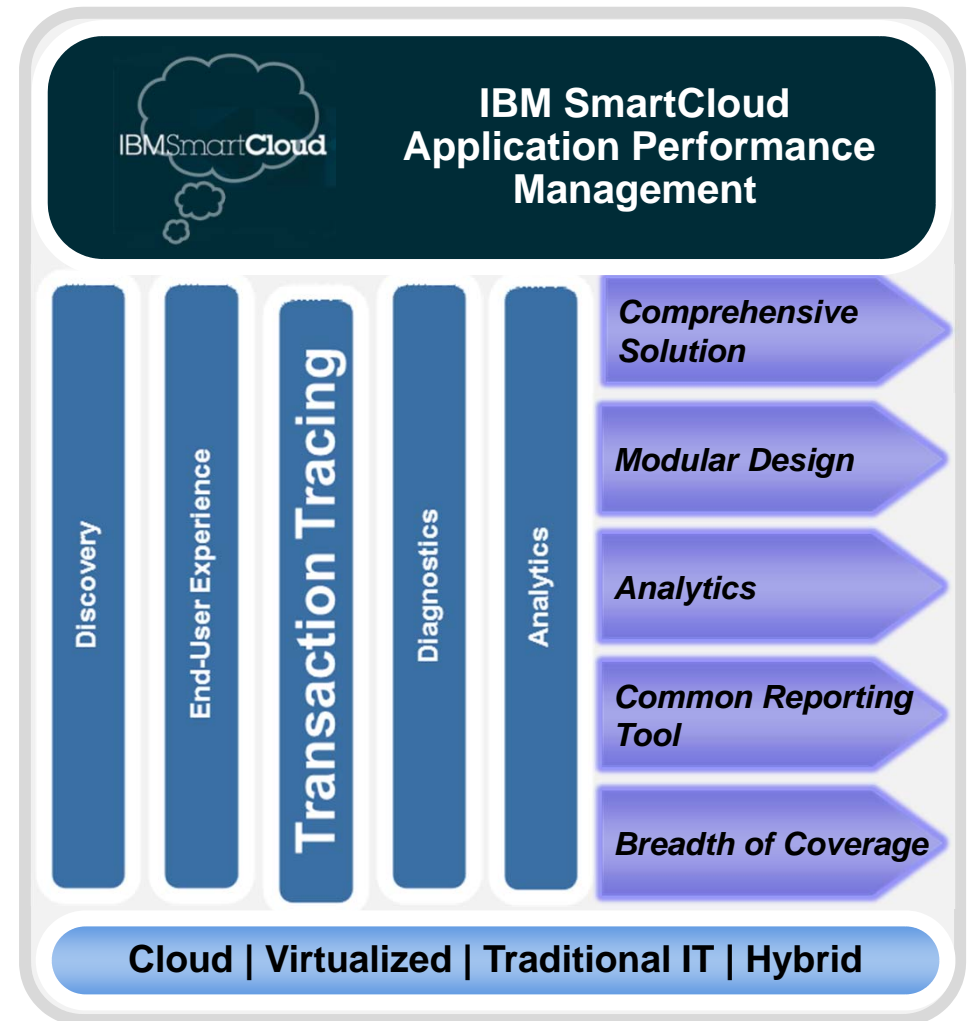 IBMSmartCloud
IBM SmartCloud
Application Performance
Management
Discovery
End-User Experience
Transaction Tracing
Diagnostics
Analytics
Comprehensive
Solution
Modular Design
Analytics
Common Reporting
Tool
Breadth of Coverage
Cloud | Virtualized | Traditional IT | Hybrid